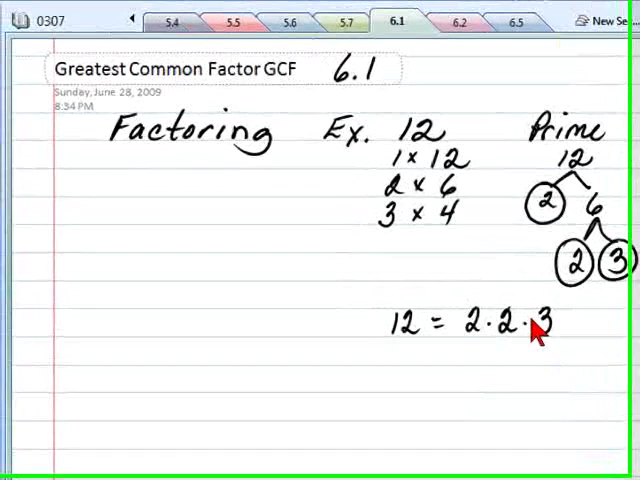 0307 5.4 5.5 5.6 5.7 6.1 6.2 6.5 New Se...
Greatest Common Factor GCF 6.1
Sunday, June 28, 2009
8:34 PM
Factoring Ex. 12 Prime
1 × 12 12
2 × 6 2 6
3 × 4
2 3
12 = 2 · 2 · 3